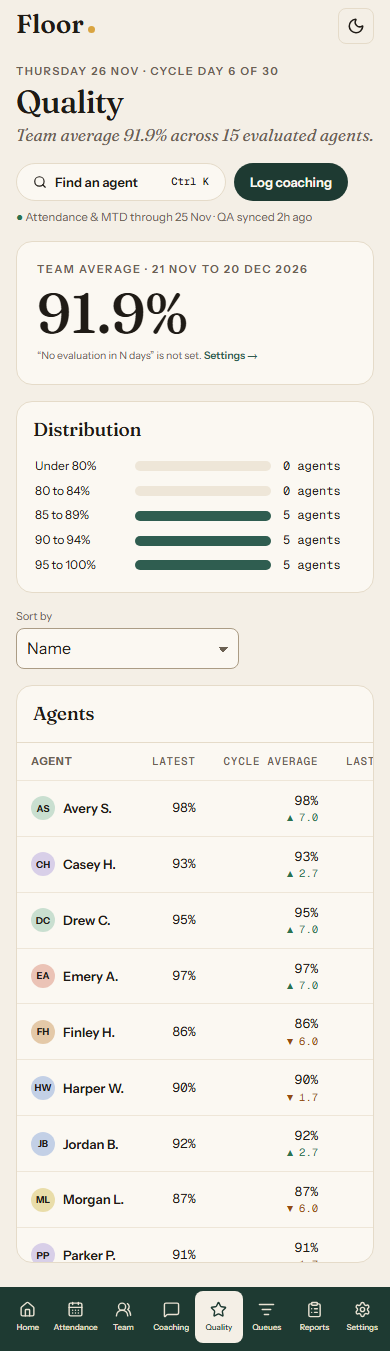 Floor
THURSDAY 26 NOV · CYCLE DAY 6 OF 30
Quality
Team average 91.9% across 15 evaluated agents.
Find an agent Ctrl K
Log coaching
Attendance & MTD through 25 Nov · QA synced 2h ago
TEAM AVERAGE · 21 NOV TO 20 DEC 2026
91.9%
“No evaluation in N days” is not set. Settings →
Distribution
Under 80% 0 agents
80 to 84% 0 agents
85 to 89% 5 agents
90 to 94% 5 agents
95 to 100% 5 agents
Sort by
Name
Agents
AGENT LATEST CYCLE AVERAGE LAST
AS Avery S. 98% 98%
▲ 7.0
CH Casey H. 93% 93%
▲ 2.7
DC Drew C. 95% 95%
▲ 7.0
EA Emery A. 97% 97%
▲ 7.0
FH Finley H. 86% 86%
▼ 6.0
HW Harper W. 90% 90%
▼ 1.7
JB Jordan B. 92% 92%
▲ 2.7
ML Morgan L. 87% 87%
▼ 6.0
PP Parker P. 91% 91%
Home Attendance Team Coaching Quality Queues Reports Settings